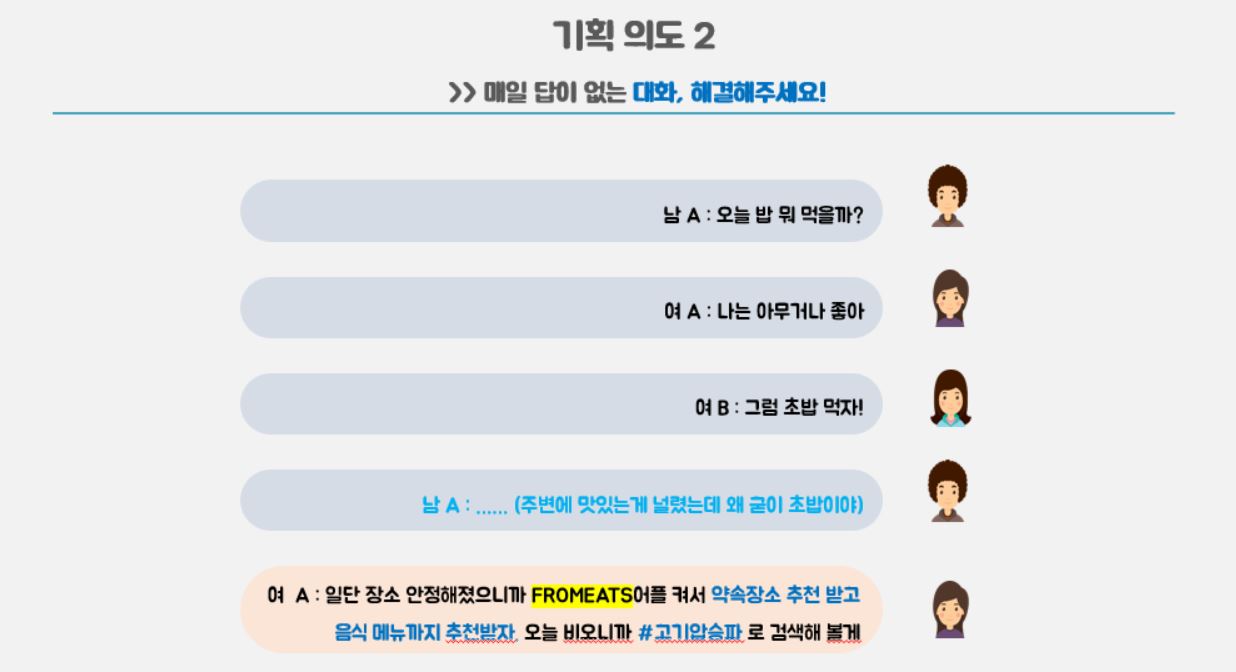 기획 의도 2
>> 매일 답이 없는 대화, 해결해주세요!
남 A : 오늘 밥 뭐 먹을까?
여 A : 나는 아무거나 좋아
여 B : 그럼 초밥 먹자!
남 A : ...... (주변에 맛있는게 널렸는데 왜 굳이 초밥이야)
여 A : 일단 장소 안정해졌으니까 FROMEATS어플 켜서 약속장소 추천 받고
음식 메뉴까지 추천받자. 오늘 비오니까 #고기압승파 로 검색해 볼게